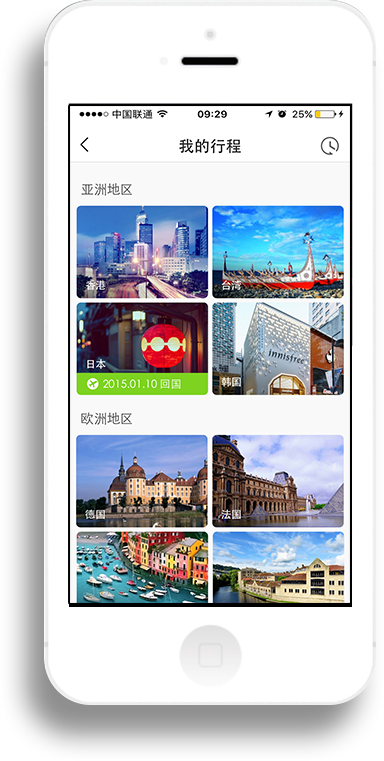 中国联通 09:29 25%
我的行程
亚洲地区
香港 台湾
日本 韩国
innisfree
2015.01.10 回国
欧洲地区
德国 法国